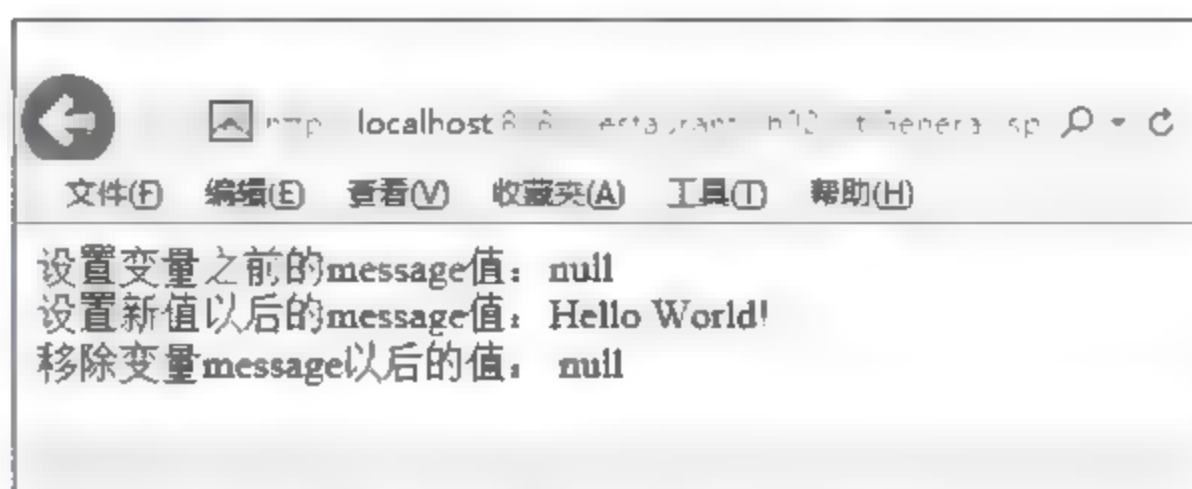 localhost
文件(F) 编辑(E) 查看(V) 收藏夹(A) 工具(T) 帮助(H)
设置变量之前的message值：null
设置新值以后的message值：Hello World!
移除变量message以后的值： null